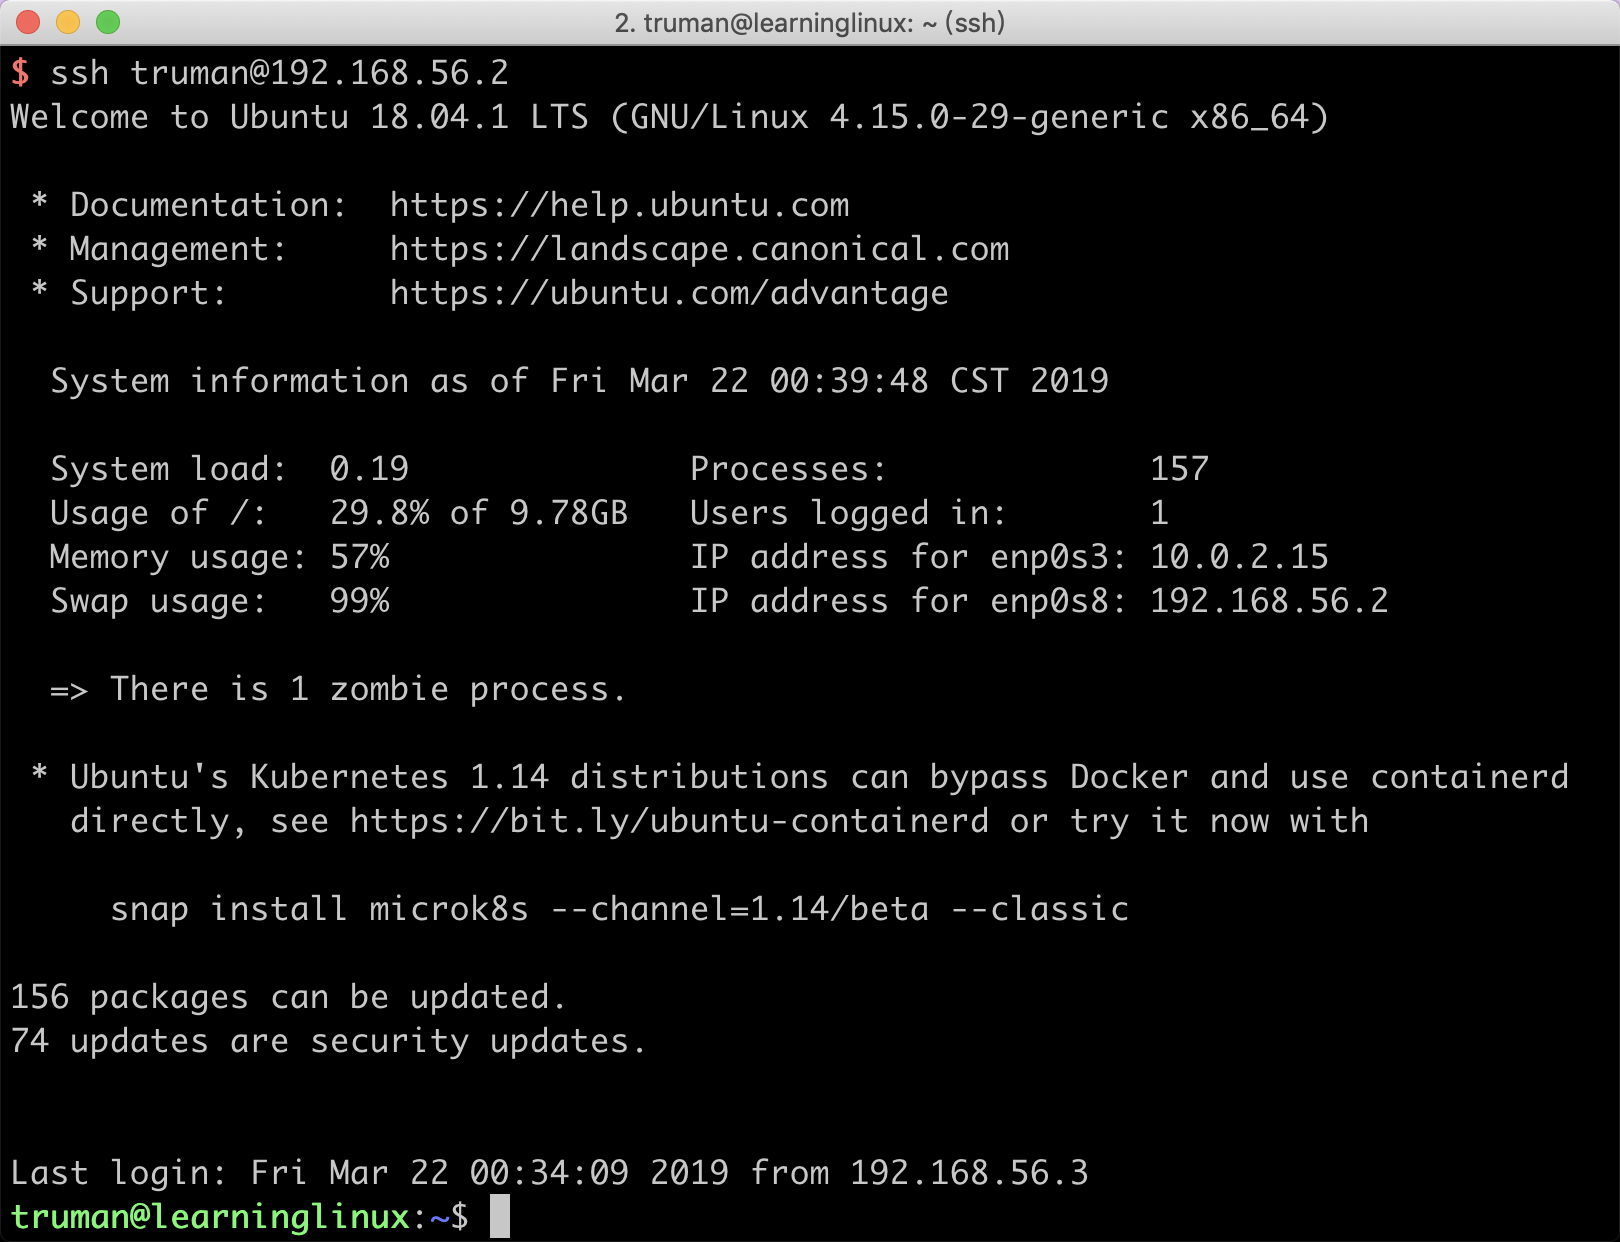 2. truman@learninglinux: ~ (ssh)
$ ssh truman@192.168.56.2
Welcome to Ubuntu 18.04.1 LTS (GNU/Linux 4.15.0-29-generic x86_64)

 * Documentation:  https://help.ubuntu.com
 * Management:     https://landscape.canonical.com
 * Support:        https://ubuntu.com/advantage

  System information as of Fri Mar 22 00:39:48 CST 2019

  System load:  0.19              Processes:             157
  Usage of /:   29.8% of 9.78GB   Users logged in:       1
  Memory usage: 57%               IP address for enp0s3: 10.0.2.15
  Swap usage:   99%               IP address for enp0s8: 192.168.56.2

  => There is 1 zombie process.

 * Ubuntu's Kubernetes 1.14 distributions can bypass Docker and use containerd
   directly, see https://bit.ly/ubuntu-containerd or try it now with

     snap install microk8s --channel=1.14/beta --classic

156 packages can be updated.
74 updates are security updates.


Last login: Fri Mar 22 00:34:09 2019 from 192.168.56.3
truman@learninglinux:~$